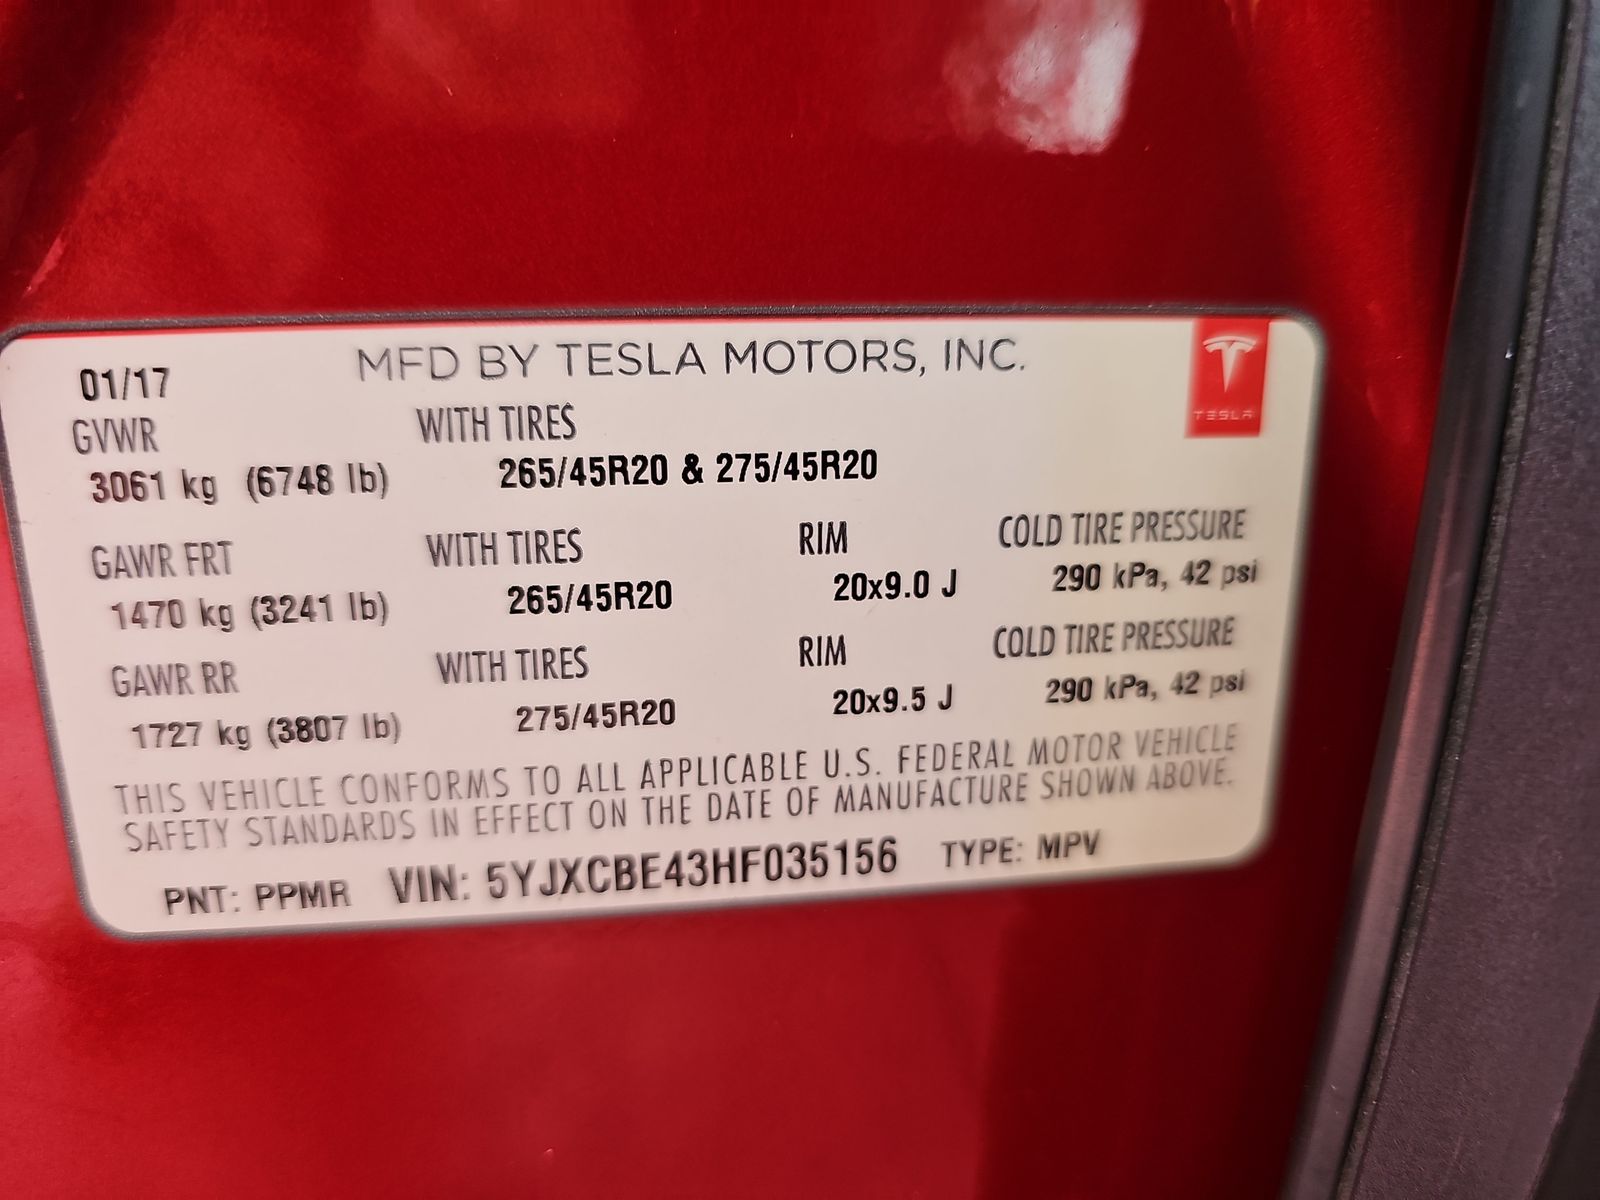 01/17 MFD BY TESLA MOTORS, INC. TESLA
GVWR WITH TIRES
3061 kg (6748 lb) 265/45R20 & 275/45R20
GAWR FRT WITH TIRES RIM COLD TIRE PRESSURE
1470 kg (3241 lb) 265/45R20 20x9.0 J 290 kPa, 42 psi
GAWR RR WITH TIRES RIM COLD TIRE PRESSURE
1727 kg (3807 lb) 275/45R20 20x9.5 J 290 kPa, 42 psi
THIS VEHICLE CONFORMS TO ALL APPLICABLE U.S. FEDERAL MOTOR VEHICLE
SAFETY STANDARDS IN EFFECT ON THE DATE OF MANUFACTURE SHOWN ABOVE.
PNT: PPMR VIN: 5YJXCBE43HF035156 TYPE: MPV